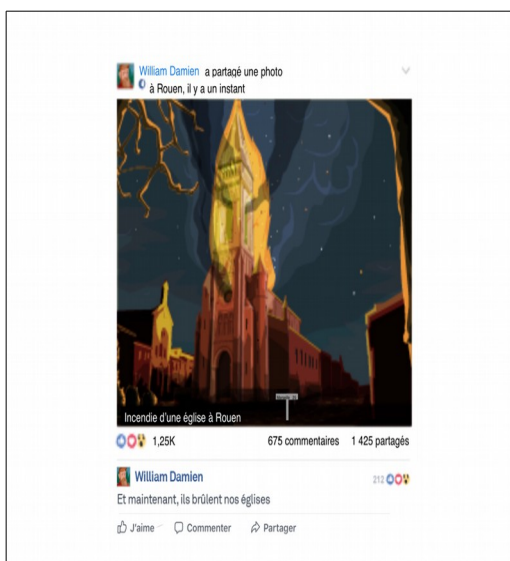 William Damien a partagé une photo
à Rouen, il y a un instant
Incendie d'une église à Rouen
1,25K 675 commentaires 1 425 partagés
William Damien 212
Et maintenant, ils brûlent nos églises
J'aime Commenter Partager